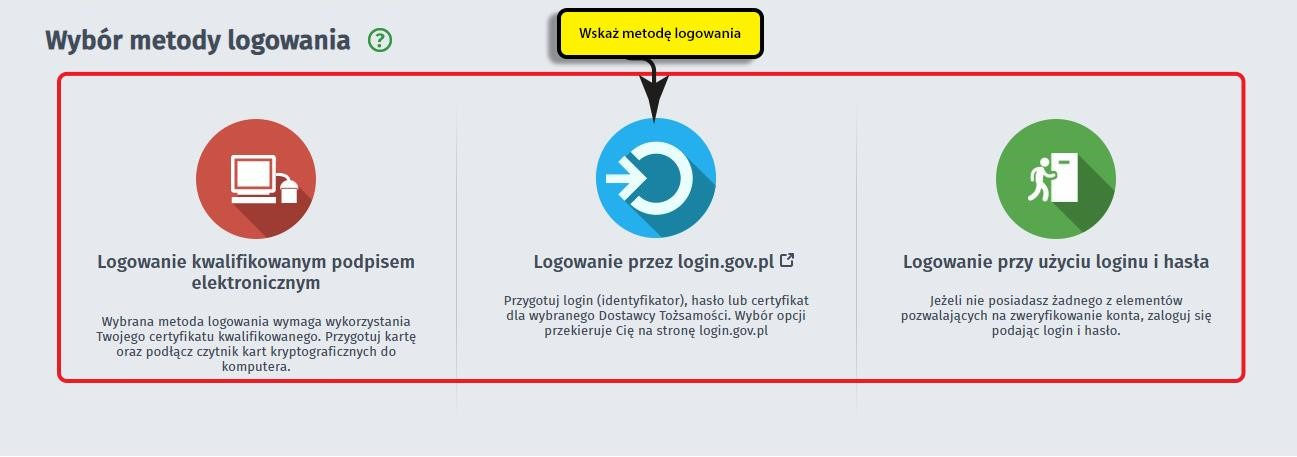 Wybór metody logowania ?
Wskaż metodę logowania
Logowanie kwalifikowanym podpisem
elektronicznym
Wybrana metoda logowania wymaga wykorzystania
Twojego certyfikatu kwalifikowanego. Przygotuj kartę
oraz podłącz czytnik kart kryptograficznych do
komputera.
Logowanie przez login.gov.pl
Przygotuj login (identyfikator), hasło lub certyfikat
dla wybranego Dostawcy Tożsamości. Wybór opcji
przekieruje Cię na stronę login.gov.pl
Logowanie przy użyciu loginu i hasła
Jeżeli nie posiadasz żadnego z elementów
pozwalających na zweryfikowanie konta, zaloguj się
podając login i hasło.